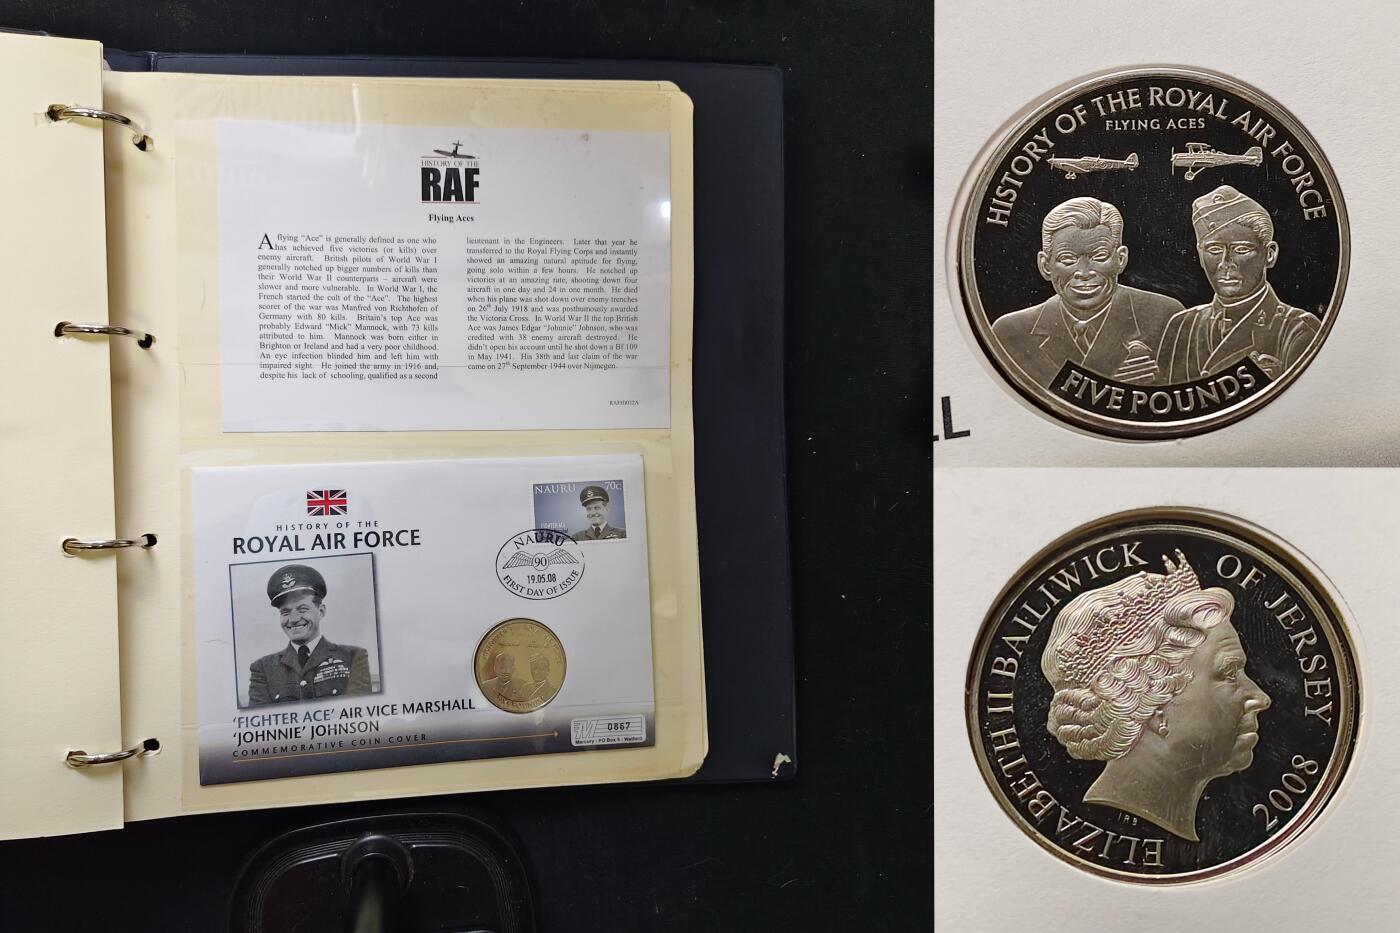 HISTORY OF THE
RAF
Flying Aces
A flying “Ace” is generally defined as one who
has achieved five victories (or kills) over
enemy aircraft. British pilots of World War I
generally notched up bigger numbers of kills than
their World War II counterparts – aircraft were
slower and more vulnerable. In World War I, the
French started the cult of the “Ace”. The highest
scorer of the war was Manfred von Richthofen of
Germany with 80 kills. Britain's top Ace was
probably Edward “Mick” Mannock, with 73 kills
attributed to him. Mannock was born either in
Brighton or Ireland and had a very poor childhood.
An eye infection blinded him and left him with
impaired sight. He joined the army in 1916 and,
despite his lack of schooling, qualified as a second
lieutenant in the Engineers. Later that year he
transferred to the Royal Flying Corps and instantly
showed an amazing natural aptitude for flying,
going solo within a few hours. He notched up
victories at an amazing rate, shooting down four
aircraft in one day and 24 in one month. He died
when his plane was shot down over enemy trenches
on 26th July 1918 and was posthumously awarded
the Victoria Cross. In World War II the top British
Ace was James Edgar “Johnnie” Johnson, who was
credited with 38 enemy aircraft destroyed. He
didn't open his account until he shot down a Bf 109
in May 1941. His 38th and last claim of the war
came on 27th September 1944 over Nijmegen.
HISTORY OF THE
ROYAL AIR FORCE
NAURU 70c
FIGHTER ACE
NAURU
90
19.05.08
FIRST DAY OF ISSUE
'FIGHTER ACE' AIR VICE MARSHALL
'JOHNNIE' JOHNSON
COMMEMORATIVE COIN COVER
M 0867
Mercury - PO Box 5 - Watford
HISTORY OF THE ROYAL AIR FORCE
FLYING ACES
FIVE POUNDS
LL
ELIZABETH II BAILIWICK OF JERSEY
2008
IRB